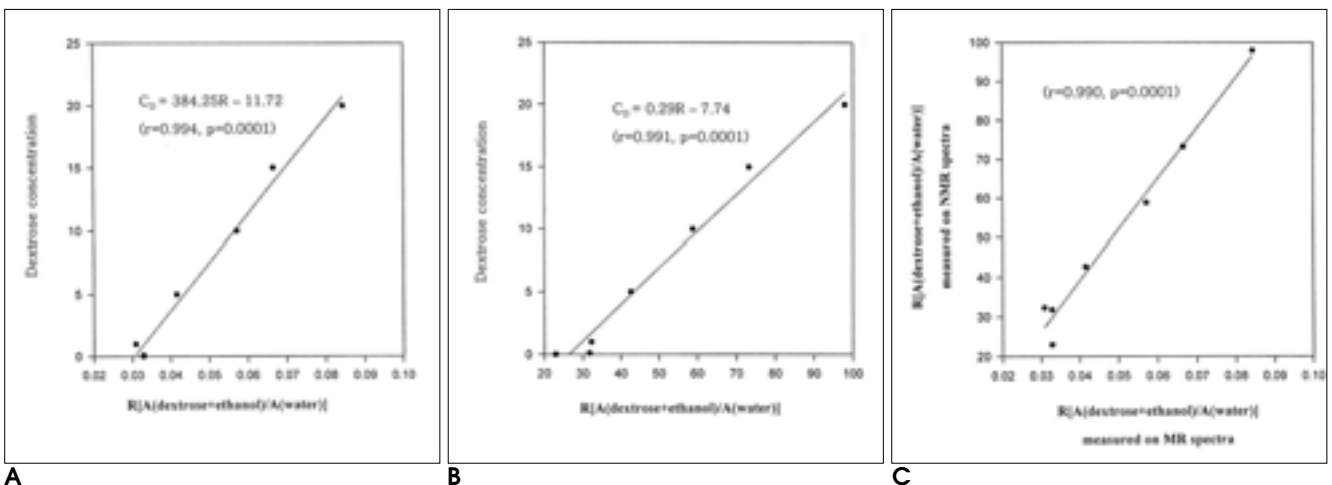 25
20
15
10
5
0
0.02 0.03 0.04 0.05 0.06 0.07 0.08 0.09 0.10
Dextrose concentration
C_D = 384.25R − 11.72
(r=0.994, p=0.0001)
R[A(dextrose+ethanol)/A(water)]
A
25
20
15
10
5
0
20 30 40 50 60 70 80 90 100
Dextrose concentration
C_D = 0.29R − 7.74
(r=0.991, p=0.0001)
R[A(dextrose+ethanol)/A(water)]
B
100
90
80
70
60
50
40
30
20
0.02 0.03 0.04 0.05 0.06 0.07 0.08 0.09 0.10
R[A(dextrose+ethanol)/A(water)]
measured on NMR spectra
(r=0.990, p=0.0001)
R[A(dextrose+ethanol)/A(water)]
measured on MR spectra
C